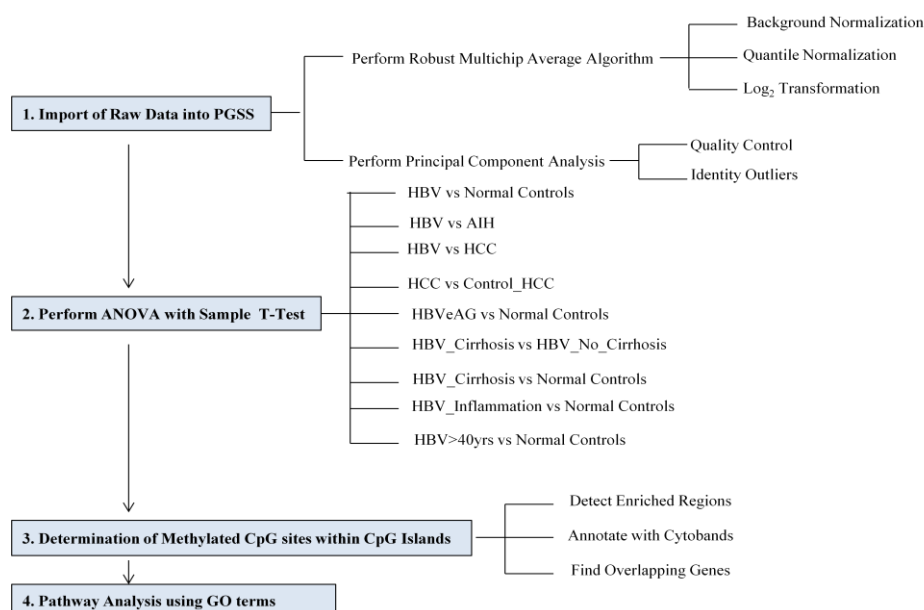 Background Normalization
Perform Robust Multichip Average Algorithm
Quantile Normalization
Log₂ Transformation
1. Import of Raw Data into PGSS
Quality Control
Perform Principal Component Analysis
Identity Outliers
HBV vs Normal Controls
HBV vs AIH
HBV vs HCC
HCC vs Control_HCC
2. Perform ANOVA with Sample T-Test
HBVeAG vs Normal Controls
HBV_Cirrhosis vs HBV_No_Cirrhosis
HBV_Cirrhosis vs Normal Controls
HBV_Inflammation vs Normal Controls
HBV>40yrs vs Normal Controls
Detect Enriched Regions
3. Determination of Methylated CpG sites within CpG Islands
Annotate with Cytobands
Find Overlapping Genes
4. Pathway Analysis using GO terms